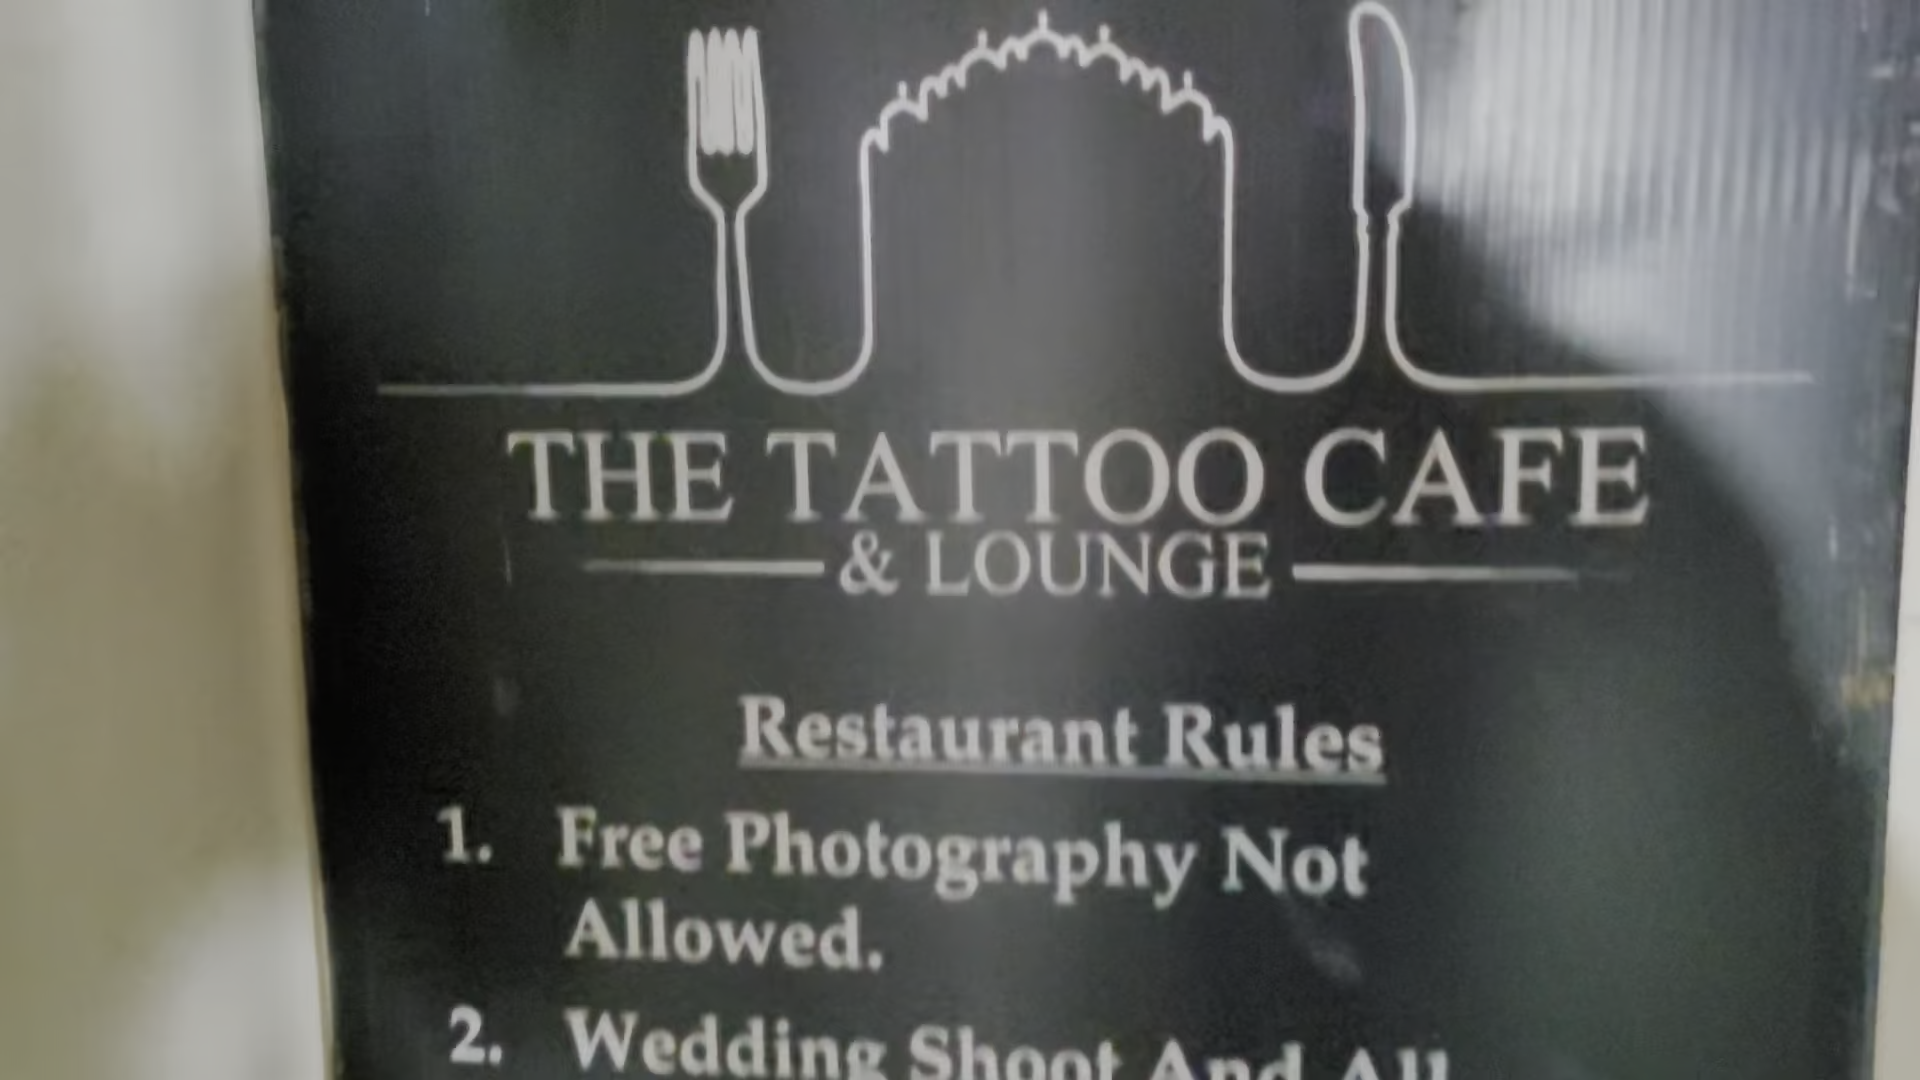 THE TATTOO CAFE
& LOUNGE
Restaurant Rules
1. Free Photography Not
Allowed.
2. Wedding Shoot And All